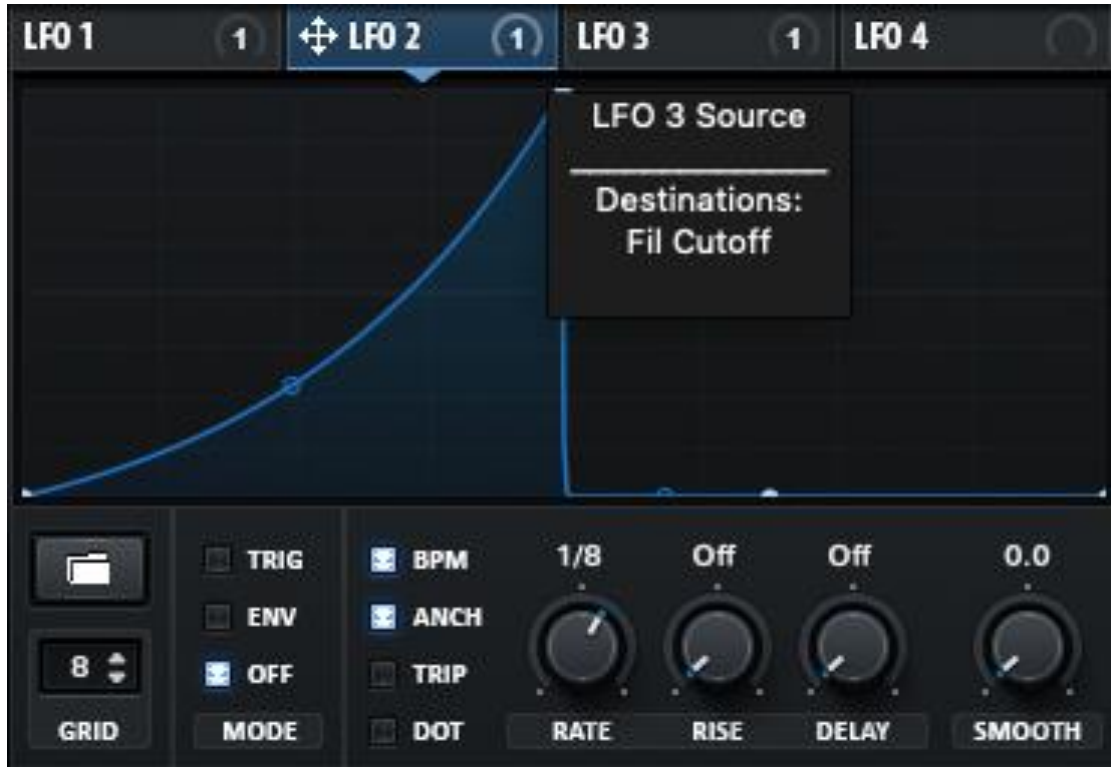 LFO 1 1 LFO 2 1 LFO 3 1 LFO 4
LFO 3 Source
Destinations:
Fil Cutoff
TRIG
ENV
OFF
MODE
8
GRID
BPM
ANCH
TRIP
DOT
1/8 Off Off 0.0
RATE RISE DELAY SMOOTH